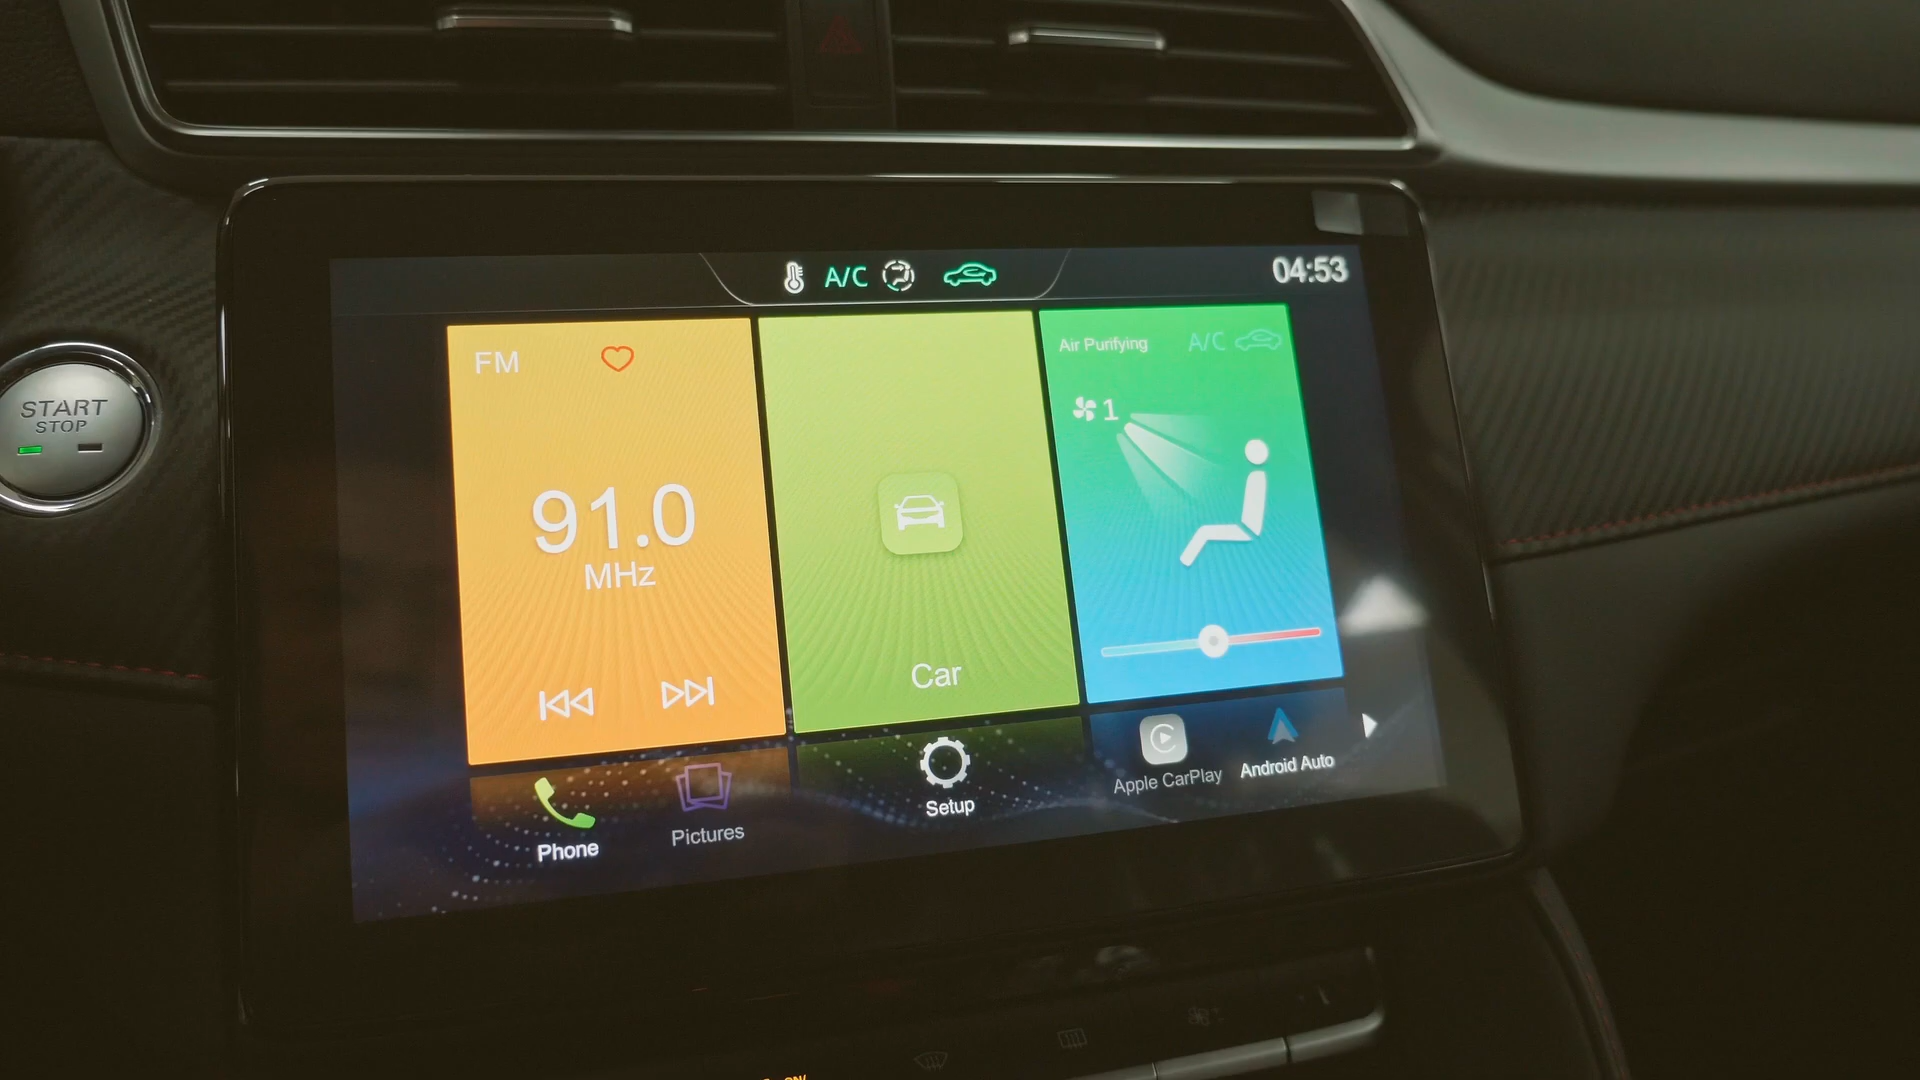 A/C
04:53
FM
Air Purifying
A/C
1
START
STOP
91.0
MHz
Car
Phone
Pictures
Setup
Apple CarPlay
Android Auto